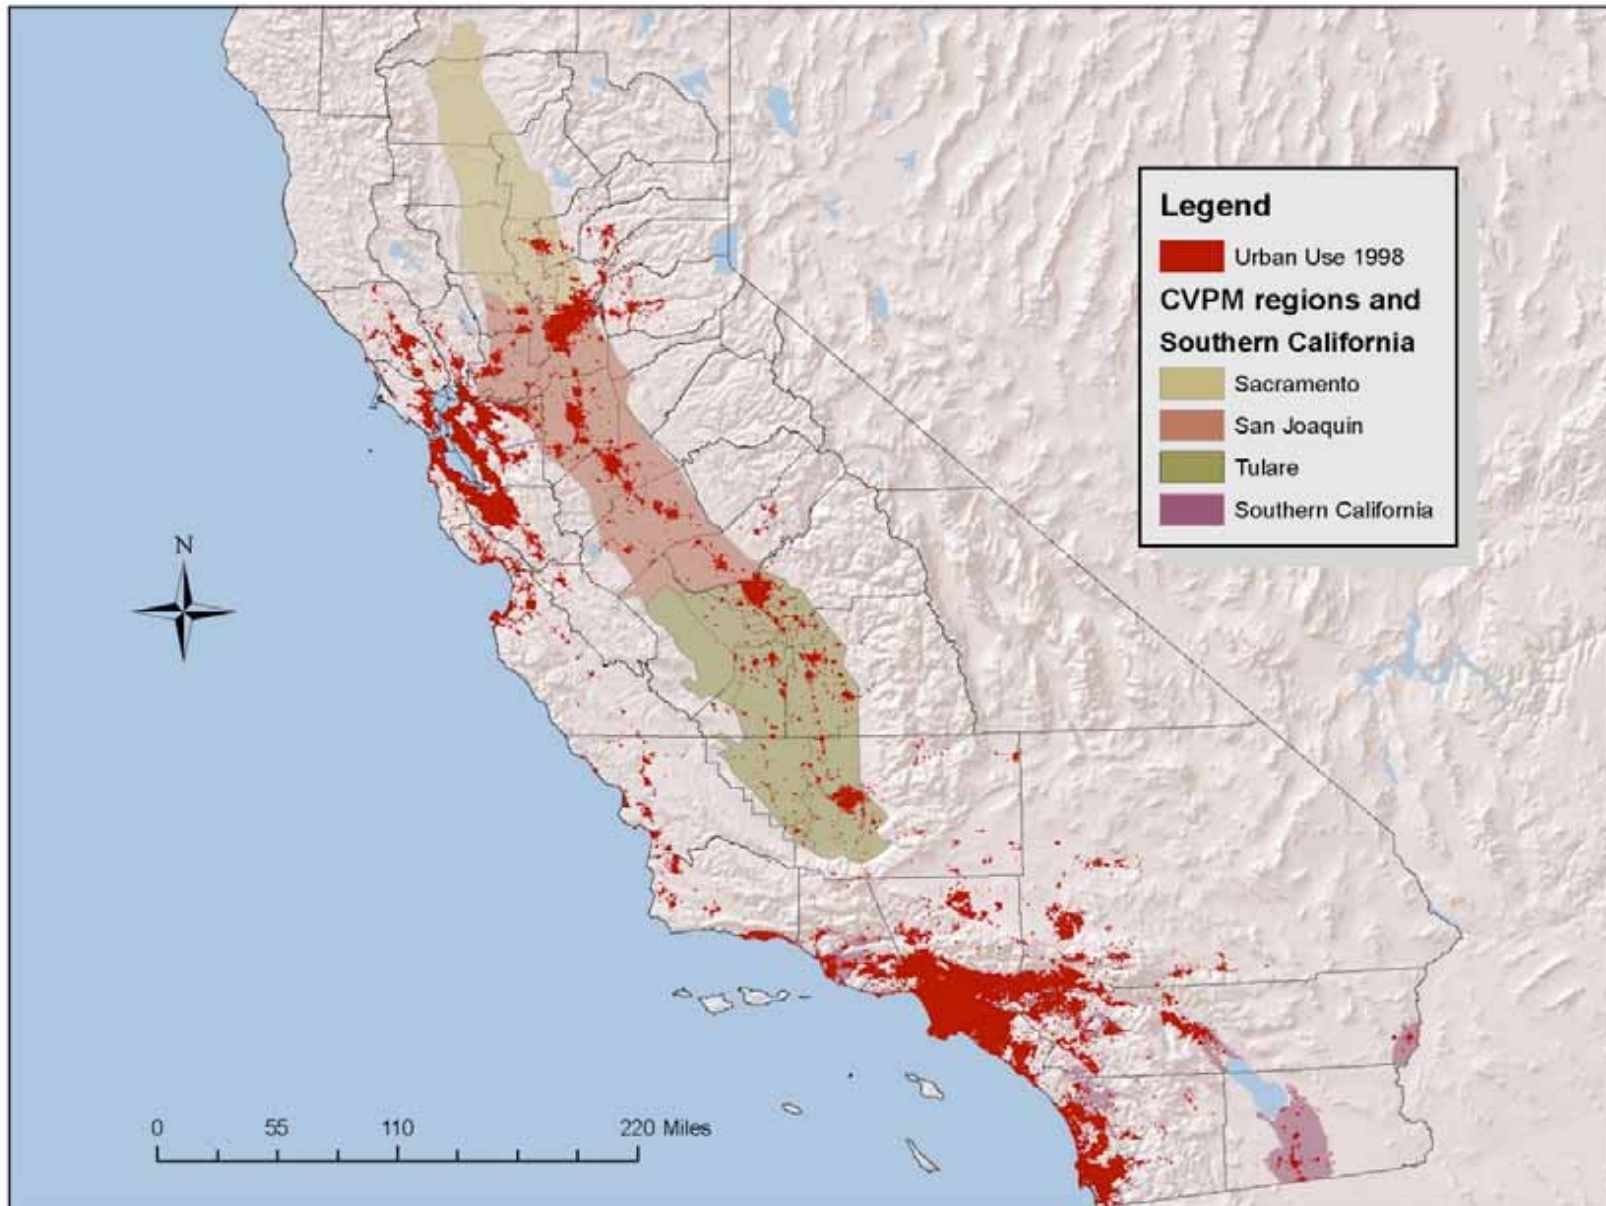 Legend
Urban Use 1998
CVPM regions and
Southern California
Sacramento
San Joaquin
Tulare
Southern California
N
0 55 110 220 Miles